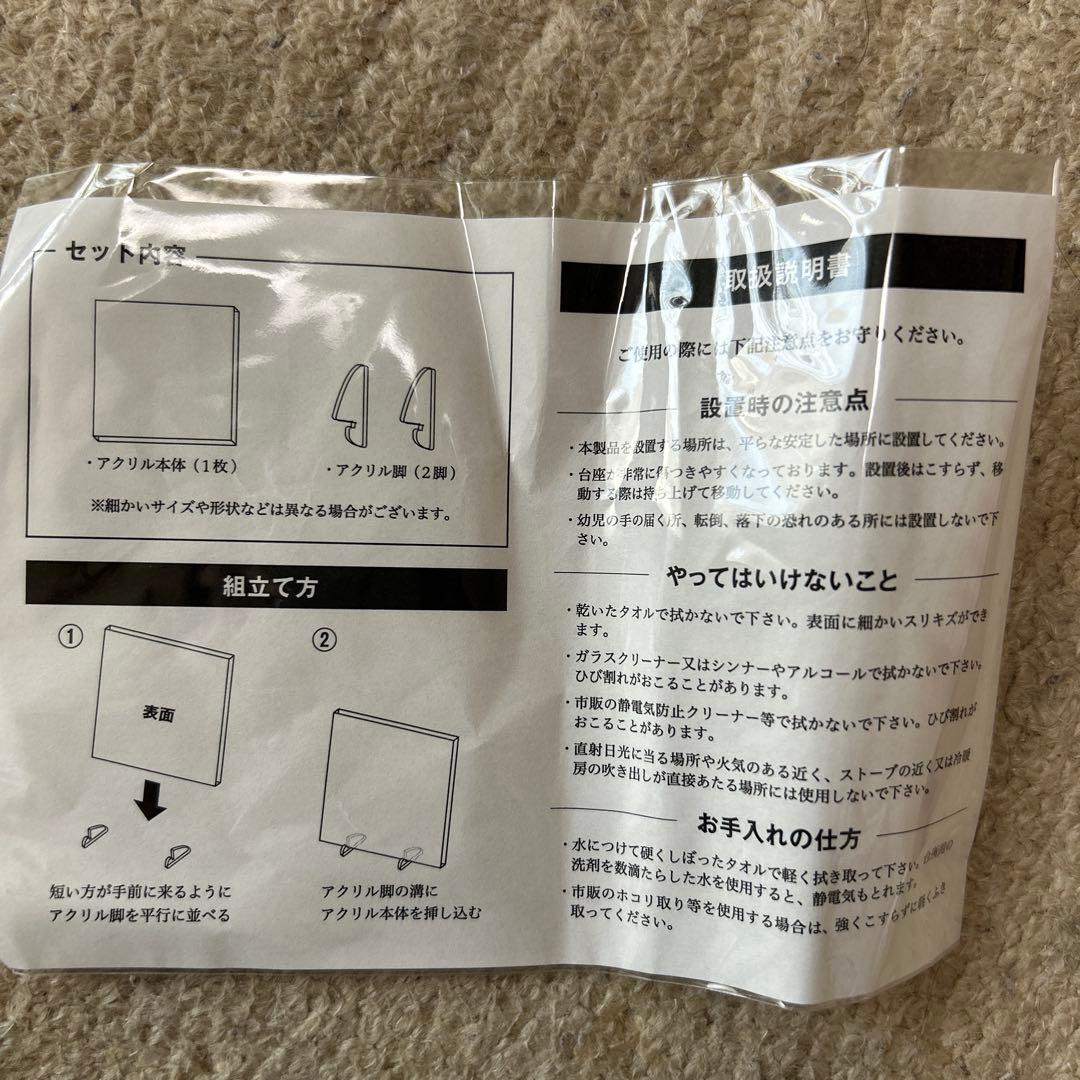 セット内容
・アクリル本体（1枚）
・アクリル脚（2脚）
※細かいサイズや形状などは異なる場合がございます。
組立て方
①
表面
短い方が手前に来るように
アクリル脚を平行に並べる
②
アクリル脚の溝に
アクリル本体を挿し込む
取扱説明書
ご使用の際には下記注意点をお守りください。
設置時の注意点
・本製品を設置する場所は、平らな安定した場所に設置してください。
・台座が非常に傷つきやすくなっております。設置後はこすらず、移
動する際は持ち上げて移動してください。
・幼児の手の届く所、転倒、落下の恐れのある所には設置しないで下
さい。
やってはいけないこと
・乾いたタオルで拭かないで下さい。表面に細かいスリキズができ
ます。
・ガラスクリーナー又はシンナーやアルコールで拭かないで下さい。
ひび割れがおこることがあります。
・市販の静電気防止クリーナー等で拭かないで下さい。ひび割れが
おこることがあります。
・直射日光に当る場所や火気のある近く、ストーブの近く又は冷暖
房の吹き出しが直接あたる場所には使用しないで下さい。
お手入れの仕方
・水につけて硬くしぼったタオルで軽く拭き取って下さい。台所用の
洗剤を数滴たらした水を使用すると、静電気もとれます。
・市販のホコリ取り等を使用する場合は、強くこすらずに軽くふき
取ってください。